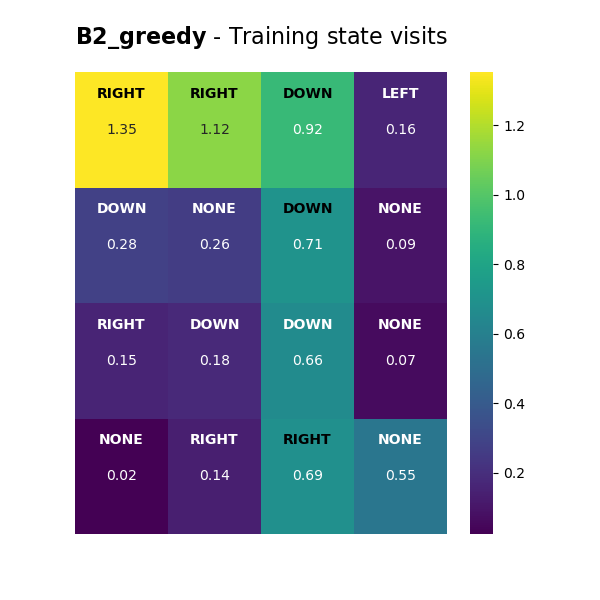 B2_greedy - Training state visits
RIGHT RIGHT DOWN LEFT
1.35 1.12 0.92 0.16
DOWN NONE DOWN NONE
0.28 0.26 0.71 0.09
RIGHT DOWN DOWN NONE
0.15 0.18 0.66 0.07
NONE RIGHT RIGHT NONE
0.02 0.14 0.69 0.55
1.2
1.0
0.8
0.6
0.4
0.2